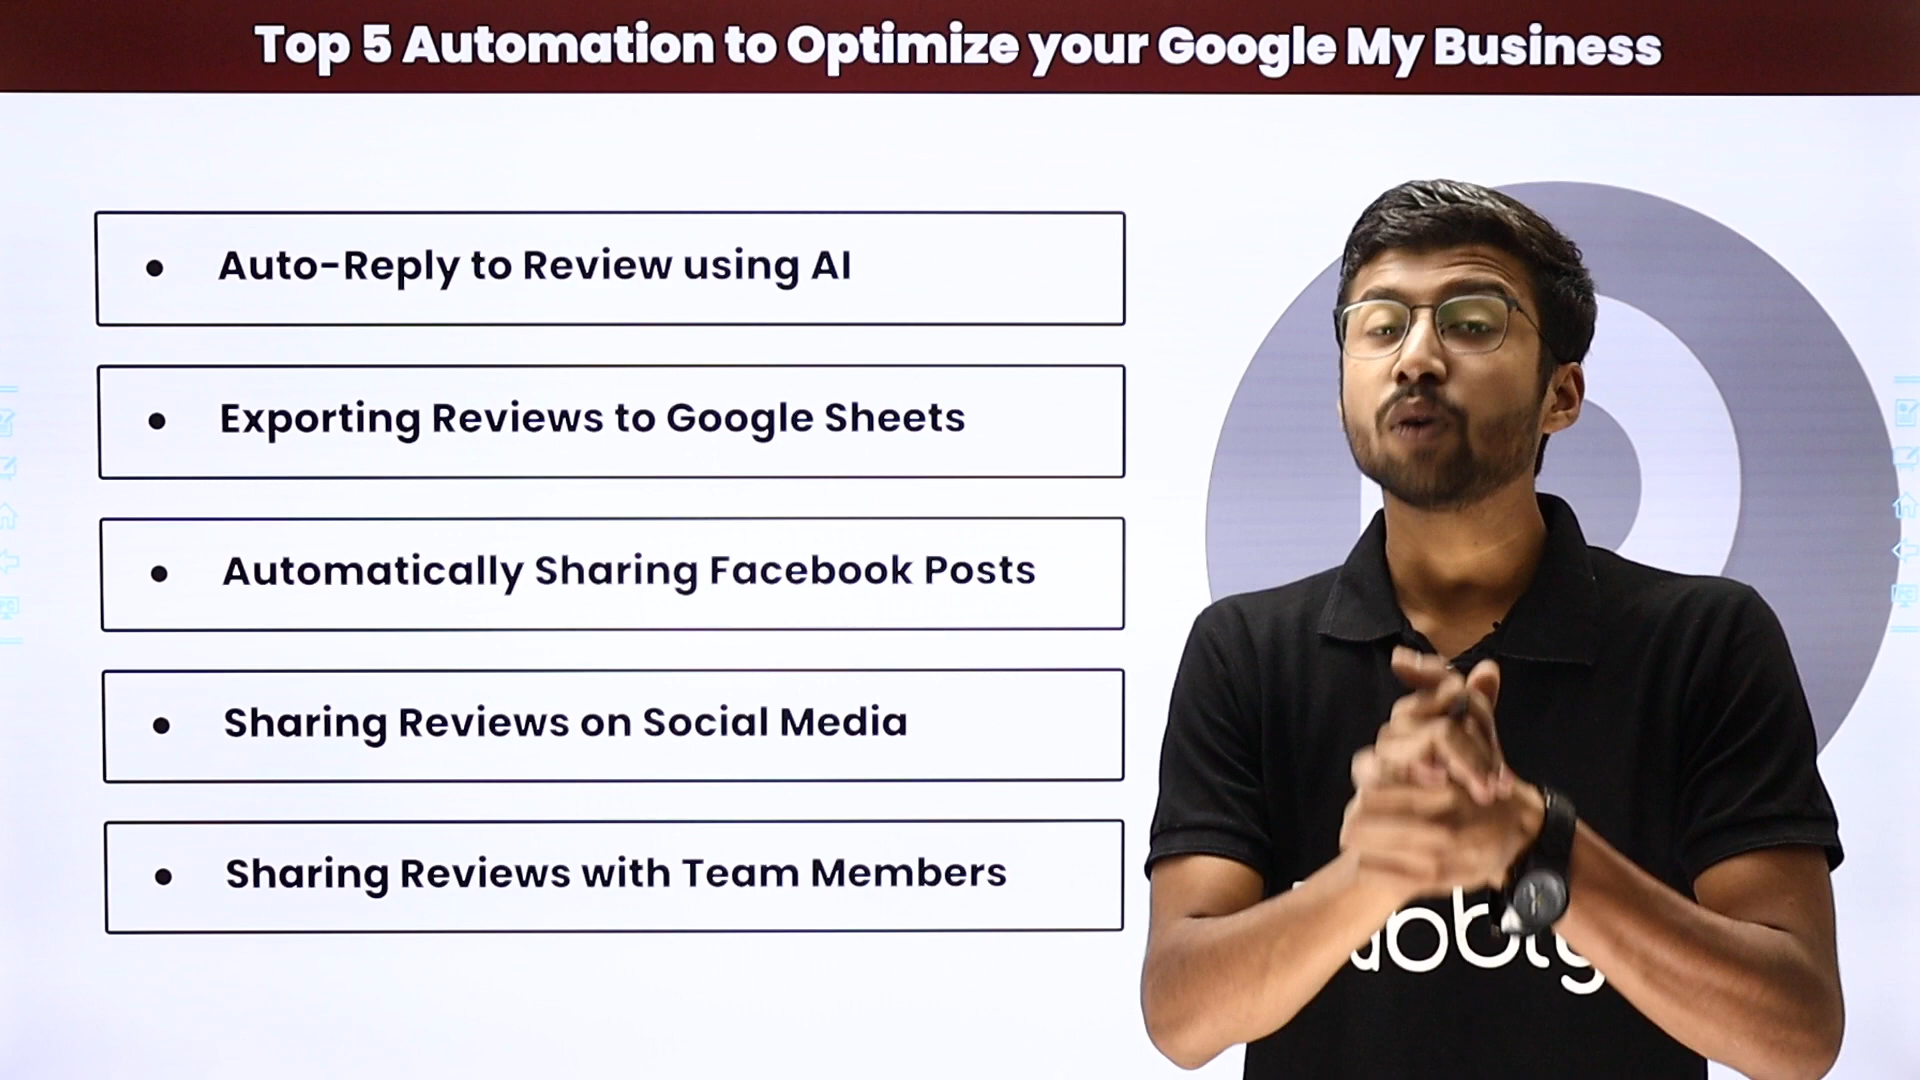 Top 5 Automation to Optimize your Google My Business
Auto-Reply to Review using AI
Exporting Reviews to Google Sheets
Automatically Sharing Facebook Posts
Sharing Reviews on Social Media
Sharing Reviews with Team Members